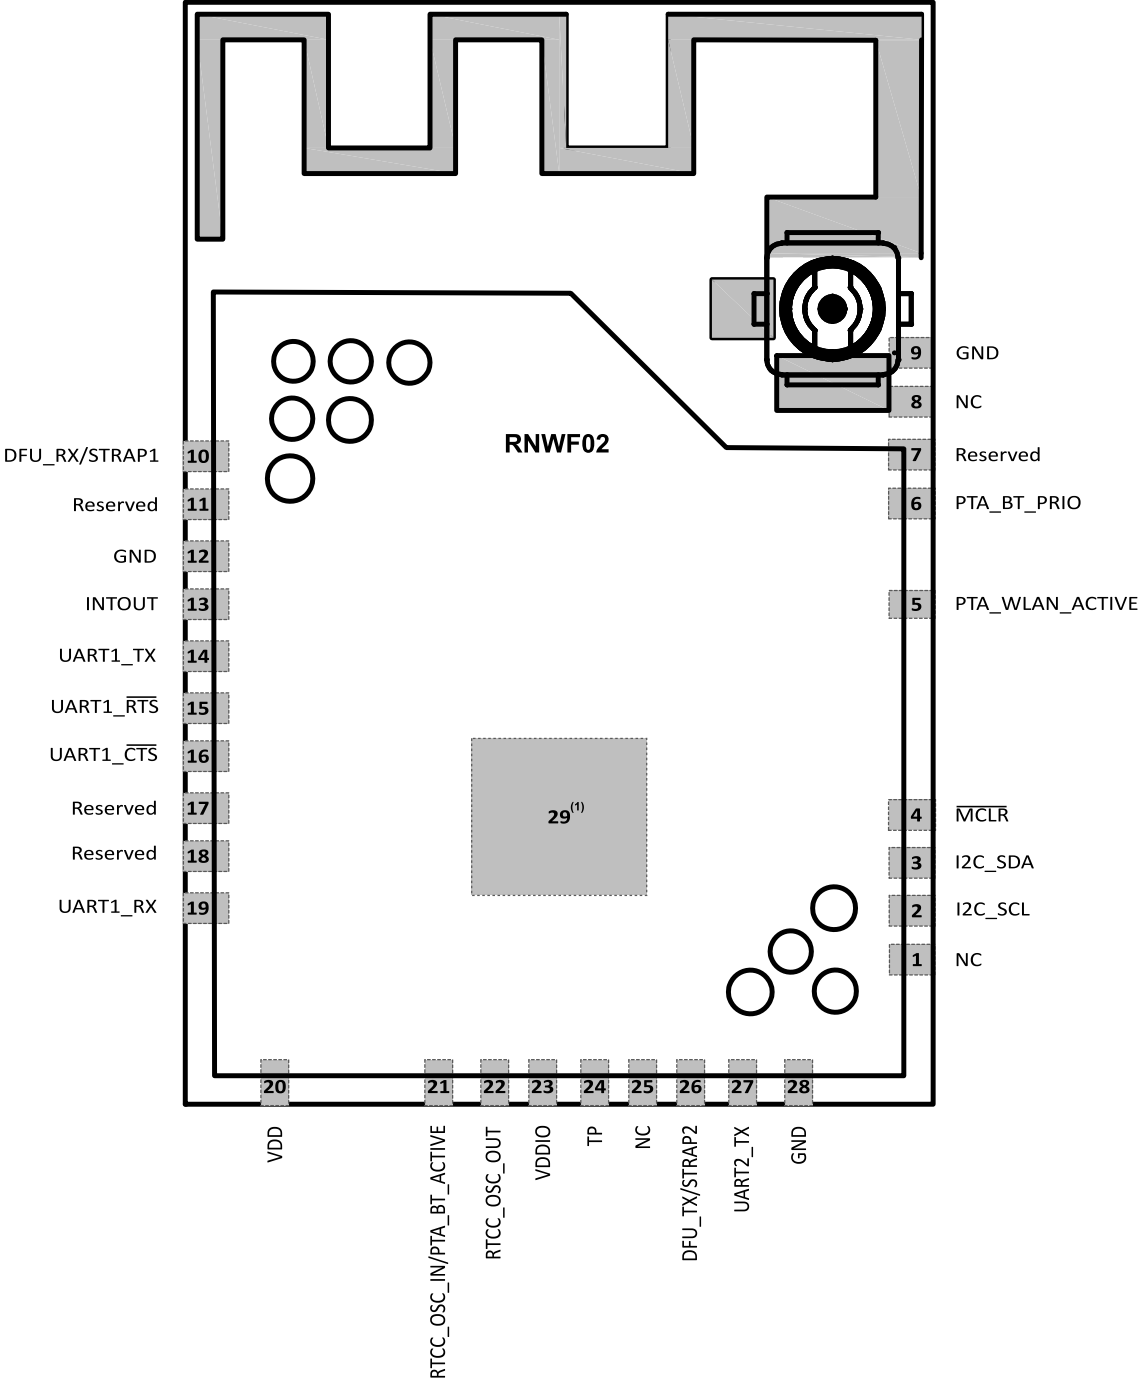 9 GND
8 NC
RNWF02
DFU_RX/STRAP1 10
7 Reserved
Reserved 11
6 PTA_BT_PRIO
GND 12
INTOUT 13
5 PTA_WLAN_ACTIVE
UART1_TX 14
UART1_R̅T̅S̅ 15
UART1_C̅T̅S̅ 16
Reserved 17
29(1)
4 M̅C̅L̅R̅
Reserved 18
3 I2C_SDA
UART1_RX 19
2 I2C_SCL
1 NC
20 21 22 23 24 25 26 27 28
VDD
RTCC_OSC_IN/PTA_BT_ACTIVE
RTCC_OSC_OUT
VDDIO
TP
NC
DFU_TX/STRAP2
UART2_TX
GND